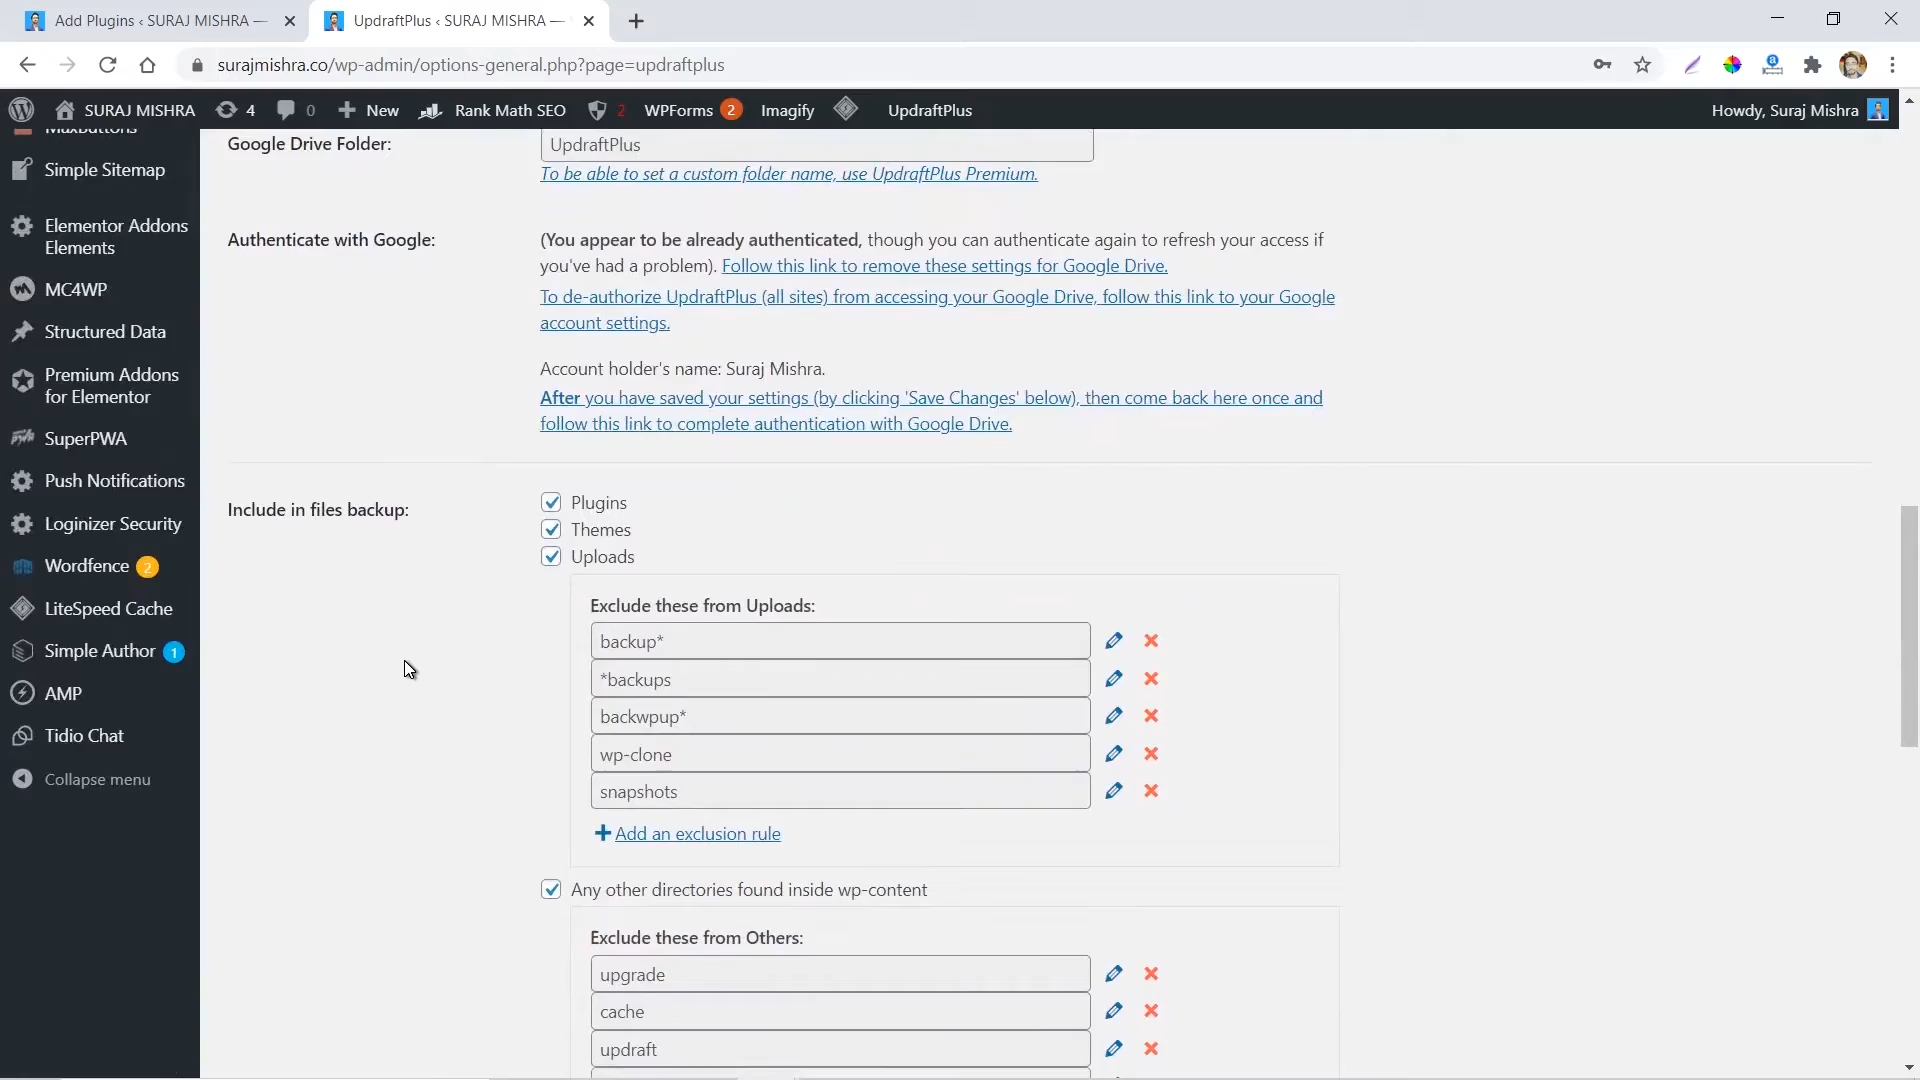 Add Plugins ‹ SURAJ MISHRA —
UpdraftPlus ‹ SURAJ MISHRA —
surajmishra.co/wp-admin/options-general.php?page=updraftplus
SURAJ MISHRA 4 0 New Rank Math SEO 2 WPForms 2 Imagify UpdraftPlus Howdy, Suraj Mishra
MaxButtons
Simple Sitemap
Elementor Addons
Elements
MC4WP
Structured Data
Premium Addons
for Elementor
SuperPWA
Push Notifications
Loginizer Security
Wordfence 2
LiteSpeed Cache
Simple Author 1
AMP
Tidio Chat
Collapse menu
Google Drive Folder:
UpdraftPlus
To be able to set a custom folder name, use UpdraftPlus Premium.
Authenticate with Google:
(You appear to be already authenticated, though you can authenticate again to refresh your access if
you've had a problem). Follow this link to remove these settings for Google Drive.
To de-authorize UpdraftPlus (all sites) from accessing your Google Drive, follow this link to your Google
account settings.
Account holder's name: Suraj Mishra.
After you have saved your settings (by clicking 'Save Changes' below), then come back here once and
follow this link to complete authentication with Google Drive.
Include in files backup:
Plugins
Themes
Uploads
Exclude these from Uploads:
backup*
*backups
backwpup*
wp-clone
snapshots
Add an exclusion rule
Any other directories found inside wp-content
Exclude these from Others:
upgrade
cache
updraft